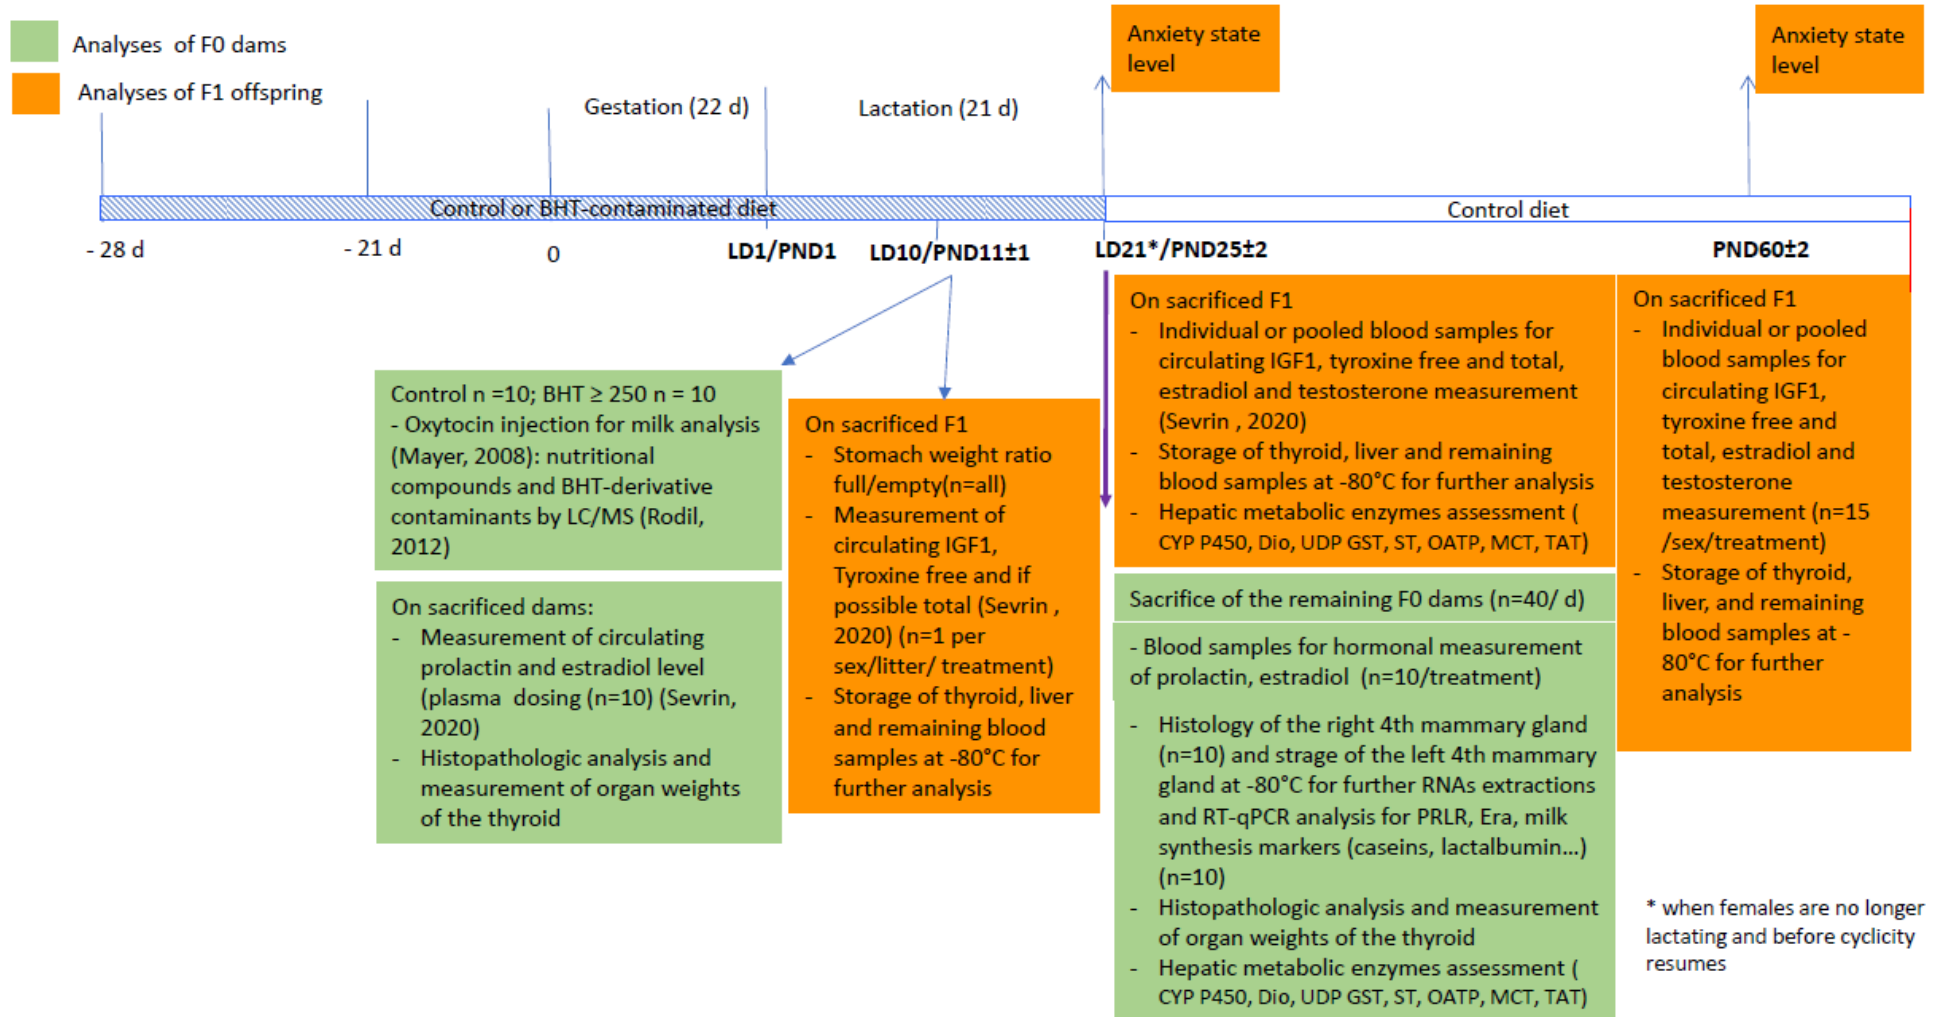 Analyses  of F0 dams
Analyses of F1 offspring
Gestation (22 d)
Lactation (21 d)
Anxiety state
level
Anxiety state
level
Control or BHT-contaminated diet
Control diet
- 28 d
- 21 d
0
LD1/PND1
LD10/PND11±1
LD21*/PND25±2
PND60±2
Control n =10; BHT ≥ 250 n = 10
- Oxytocin injection for milk analysis
(Mayer, 2008): nutritional
compounds and BHT-derivative
contaminants by LC/MS (Rodil,
2012)
On sacrificed dams:
- Measurement of circulating
prolactin and estradiol level
(plasma  dosing (n=10) (Sevrin,
2020)
- Histopathologic analysis and
measurement of organ weights
of the thyroid
On sacrificed F1
- Stomach weight ratio
full/empty(n=all)
- Measurement of
circulating IGF1,
Tyroxine free and if
possible total (Sevrin ,
2020) (n=1 per
sex/litter/ treatment)
- Storage of thyroid, liver
and remaining blood
samples at -80°C for
further analysis
On sacrificed F1
- Individual or pooled blood samples for
circulating IGF1, tyroxine free and total,
estradiol and testosterone measurement
(Sevrin , 2020)
- Storage of thyroid, liver and remaining
blood samples at -80°C for further analysis
- Hepatic metabolic enzymes assessment (
CYP P450, Dio, UDP GST, ST, OATP, MCT, TAT)
Sacrifice of the remaining F0 dams (n=40/ d)
- Blood samples for hormonal measurement
of prolactin, estradiol  (n=10/treatment)
- Histology of the right 4th mammary gland
(n=10) and strage of the left 4th mammary
gland at -80°C for further RNAs extractions
and RT-qPCR analysis for PRLR, Era, milk
synthesis markers (caseins, lactalbumin...)
(n=10)
- Histopathologic analysis and measurement
of organ weights of the thyroid
- Hepatic metabolic enzymes assessment (
CYP P450, Dio, UDP GST, ST, OATP, MCT, TAT)
On sacrificed F1
- Individual or pooled
blood samples for
circulating IGF1,
tyroxine free and
total, estradiol and
testosterone
measurement (n=15
/sex/treatment)
- Storage of thyroid,
liver, and remaining
blood samples at -
80°C for further
analysis
* when females are no longer
lactating and before cyclicity
resumes